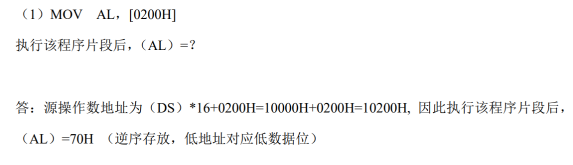 （1）MOV AL，[0200H]
执行该程序片段后，（AL）=？
答：源操作数地址为（DS）*16+0200H=10000H+0200H=10200H, 因此执行该程序片段后，
（AL）=70H （逆序存放，低地址对应低数据位）